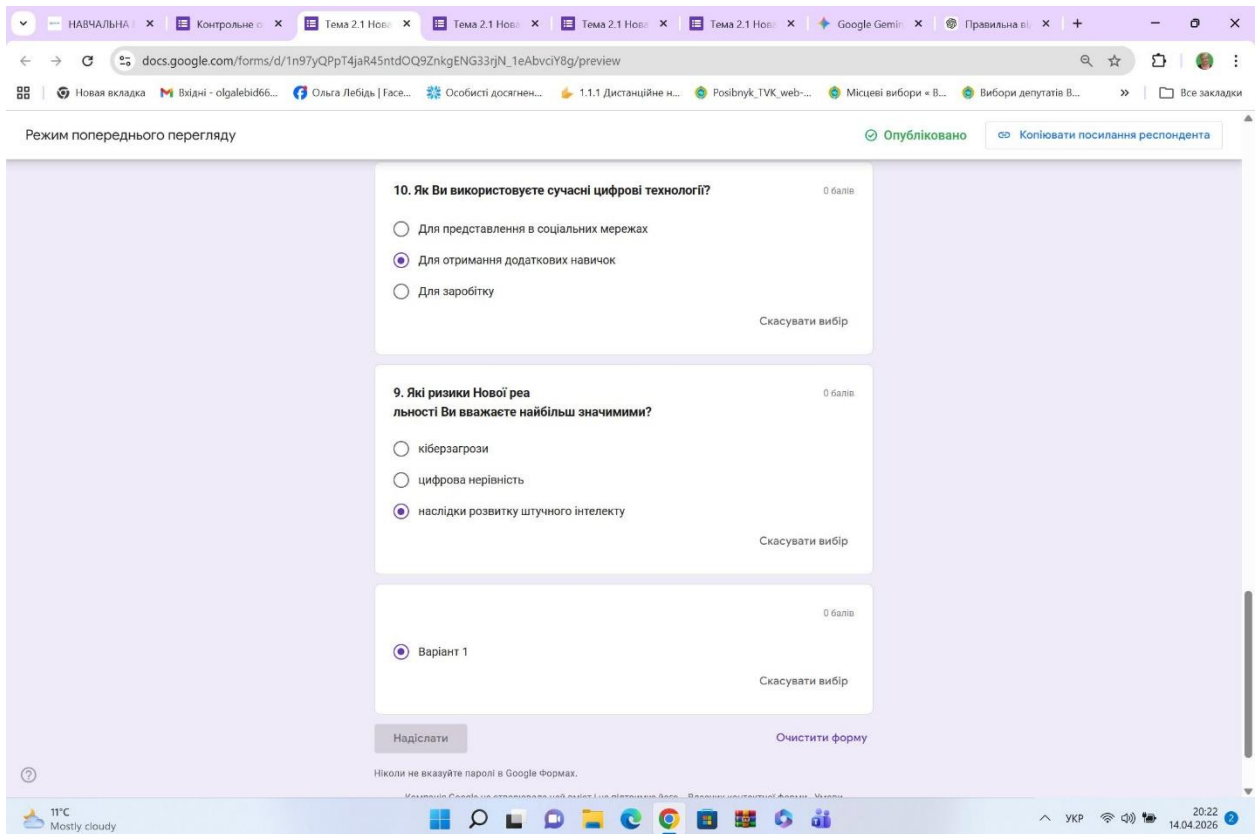 НАВЧАЛЬНА
Контрольне о
Тема 2.1 Нова
Тема 2.1 Нова
Тема 2.1 Нова
Тема 2.1 Нова
Google Gemin
Правильна ві
docs.google.com/forms/d/1n97yQPpT4jaR45ntdOQ9ZnkgENG33rjN_1eAbvciY8g/preview
Новая вкладка
Вхідні - olgalebid66...
Ольга Лебідь | Face...
Особисті досягнен...
1.1.1 Дистанційне н...
Posibnyk_TVK_web-...
Місцеві вибори « В...
Вибори депутатів В...
»
Все закладки
Режим попереднього перегляду
Опубліковано
Копіювати посилання респондента
10. Як Ви використовуєте сучасні цифрові технології?
0 балів
Для представлення в соціальних мережах
Для отримання додаткових навичок
Для заробітку
Скасувати вибір
9. Які ризики Нової реа
льності Ви вважаєте найбільш значимими?
0 балів
кіберзагрози
цифрова нерівність
наслідки розвитку штучного інтелекту
Скасувати вибір
0 балів
Варіант 1
Скасувати вибір
Надіслати
Очистити форму
Ніколи не вказуйте паролі в Google Формах.
11°C
Mostly cloudy
УКР
20:22
14.04.2026
2